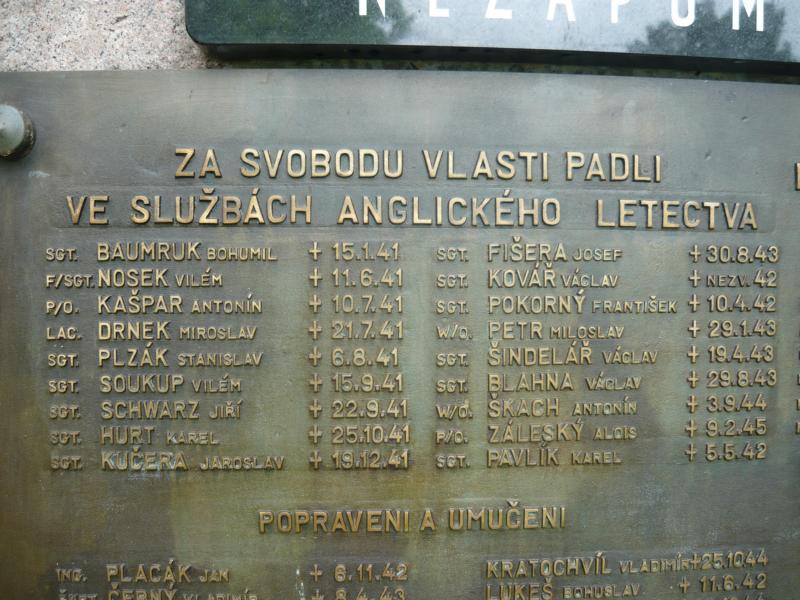 ZA SVOBODU VLASTI PADLI
VE SLUŽBÁCH ANGLICKÉHO LETECTVA
SGT. BAUMRUK BOHUMIL + 15.1.41
F/SGT. NOSEK VILÉM + 11.6.41
P/O. KAŠPAR ANTONÍN + 10.7.41
LAC. DRNEK MIROSLAV + 21.7.41
SGT. PLZÁK STANISLAV + 6.8.41
SGT. SOUKUP VILÉM + 15.9.41
SGT. SCHWARZ JIŘÍ + 22.9.41
SGT. HURT KAREL + 25.10.41
SGT. KUČERA JAROSLAV + 19.12.41
SGT. FIŠERA JOSEF + 30.8.43
SGT. KOVÁŘ VÁCLAV + NEZV. 42
SGT. POKORNÝ FRANTIŠEK + 10.4.42
W/O. PETR MILOSLAV + 29.1.43
SGT. ŠINDELÁŘ VÁCLAV + 19.4.43
SGT. BLAHNA VÁCLAV + 29.8.43
W/O. ŠKACH ANTONÍN + 3.9.44
P/O. ZÁLESKÝ ALOIS + 9.2.45
SGT. PAVLÍK KAREL + 5.5.42
POPRAVENI A UMUČENI
ING. PLACÁK JAN + 6.11.42
ČERNÝ VLADIMÍR + 8.4.43
KRATOCHVÍL VLADIMÍR + 25.10.44
LUKEŠ BOHUSLAV + 11.6.42